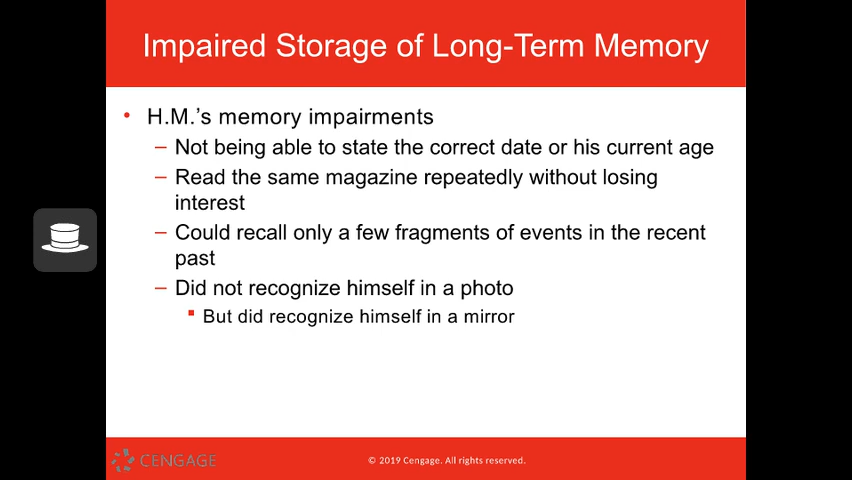 Impaired Storage of Long-Term Memory
• H.M.'s memory impairments
– Not being able to state the correct date or his current age
– Read the same magazine repeatedly without losing
interest
– Could recall only a few fragments of events in the recent
past
– Did not recognize himself in a photo
▪ But did recognize himself in a mirror
CENGAGE
© 2019 Cengage. All rights reserved.